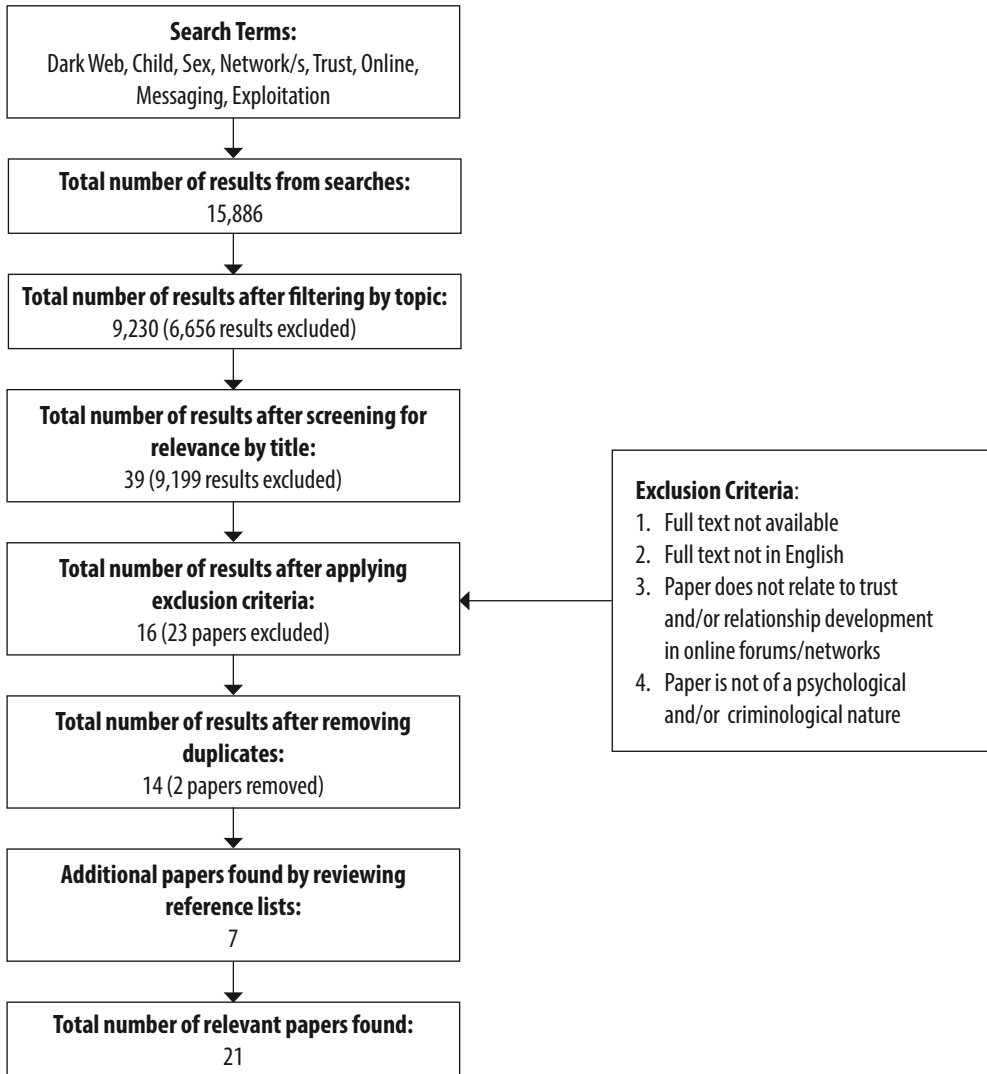 Search Terms:
Dark Web, Child, Sex, Network/s, Trust, Online,
Messaging, Exploitation
Total number of results from searches:
15,886
Total number of results after filtering by topic:
9,230 (6,656 results excluded)
Total number of results after screening for
relevance by title:
39 (9,199 results excluded)
Total number of results after applying
exclusion criteria:
16 (23 papers excluded)
Exclusion Criteria:
1. Full text not available
2. Full text not in English
3. Paper does not relate to trust
and/or relationship development
in online forums/networks
4. Paper is not of a psychological
and/or criminological nature
Total number of results after removing
duplicates:
14 (2 papers removed)
Additional papers found by reviewing
reference lists:
7
Total number of relevant papers found:
21